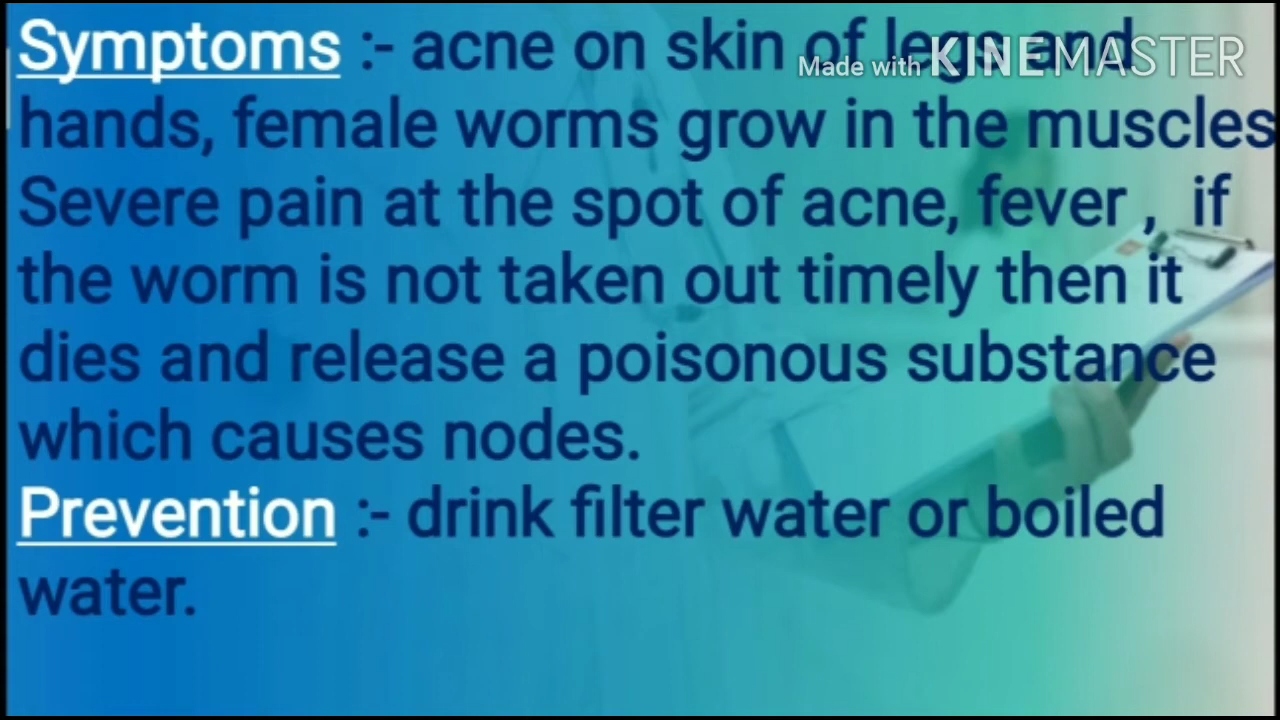 Symptoms :- acne on skin of legs and
Made with KINEMASTER
hands, female worms grow in the muscles
Severe pain at the spot of acne, fever , if
the worm is not taken out timely then it
dies and release a poisonous substance
which causes nodes.
Prevention :- drink filter water or boiled
water.